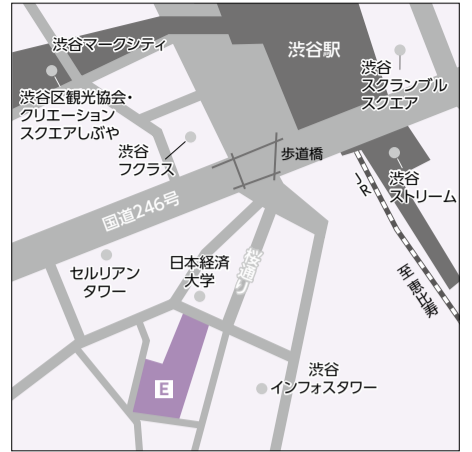 渋谷マークシティ
渋谷駅
渋谷
スクランブル
スクエア
渋谷区観光協会・
クリエーション
スクエアしぶや
渋谷
フクラス
歩道橋
渋谷
ストリーム
JR
国道246号
至恵比寿
セルリアン
タワー
日本経済
大学
桜通り
E
渋谷
インフォスタワー